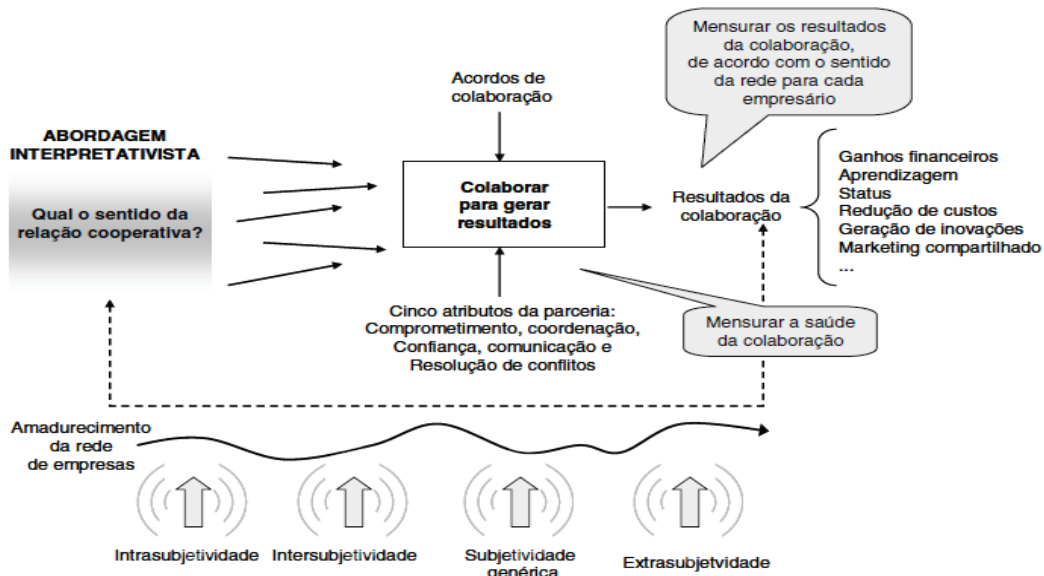 Mensurar os resultados
da colaboração,
de acordo com o sentido
da rede para cada
empresário
Acordos de
colaboração
ABORDAGEM
INTERPRETATIVISTA
Qual o sentido da
relação cooperativa?
Colaborar
para gerar
resultados
Resultados da
colaboração
Ganhos financeiros
Aprendizagem
Status
Redução de custos
Geração de inovações
Marketing compartilhado
...
Cinco atributos da parceria:
Comprometimento, coordenação,
Confiança, comunicação e
Resolução de conflitos
Mensurar a saúde
da colaboração
Amadurecimento
da rede
de empresas
Intrasubjetividade
Intersubjetividade
Subjetividade
genérica
Extrasubjetvidade